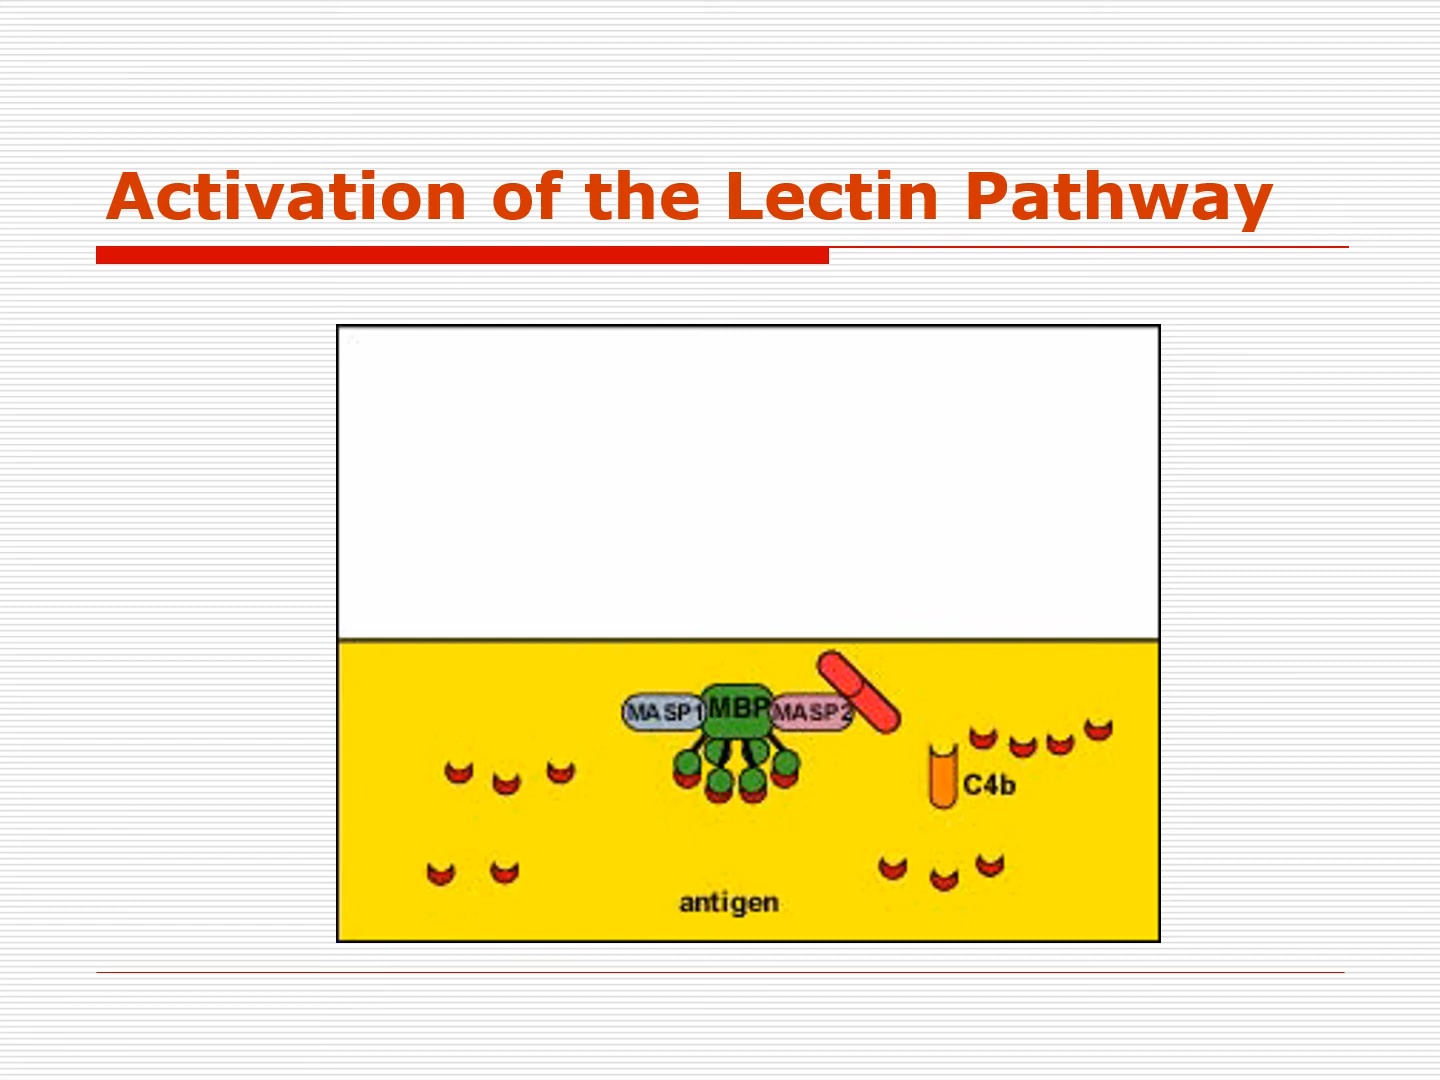 Activation of the Lectin Pathway
MASP1 MBP MASP2
C4b
antigen